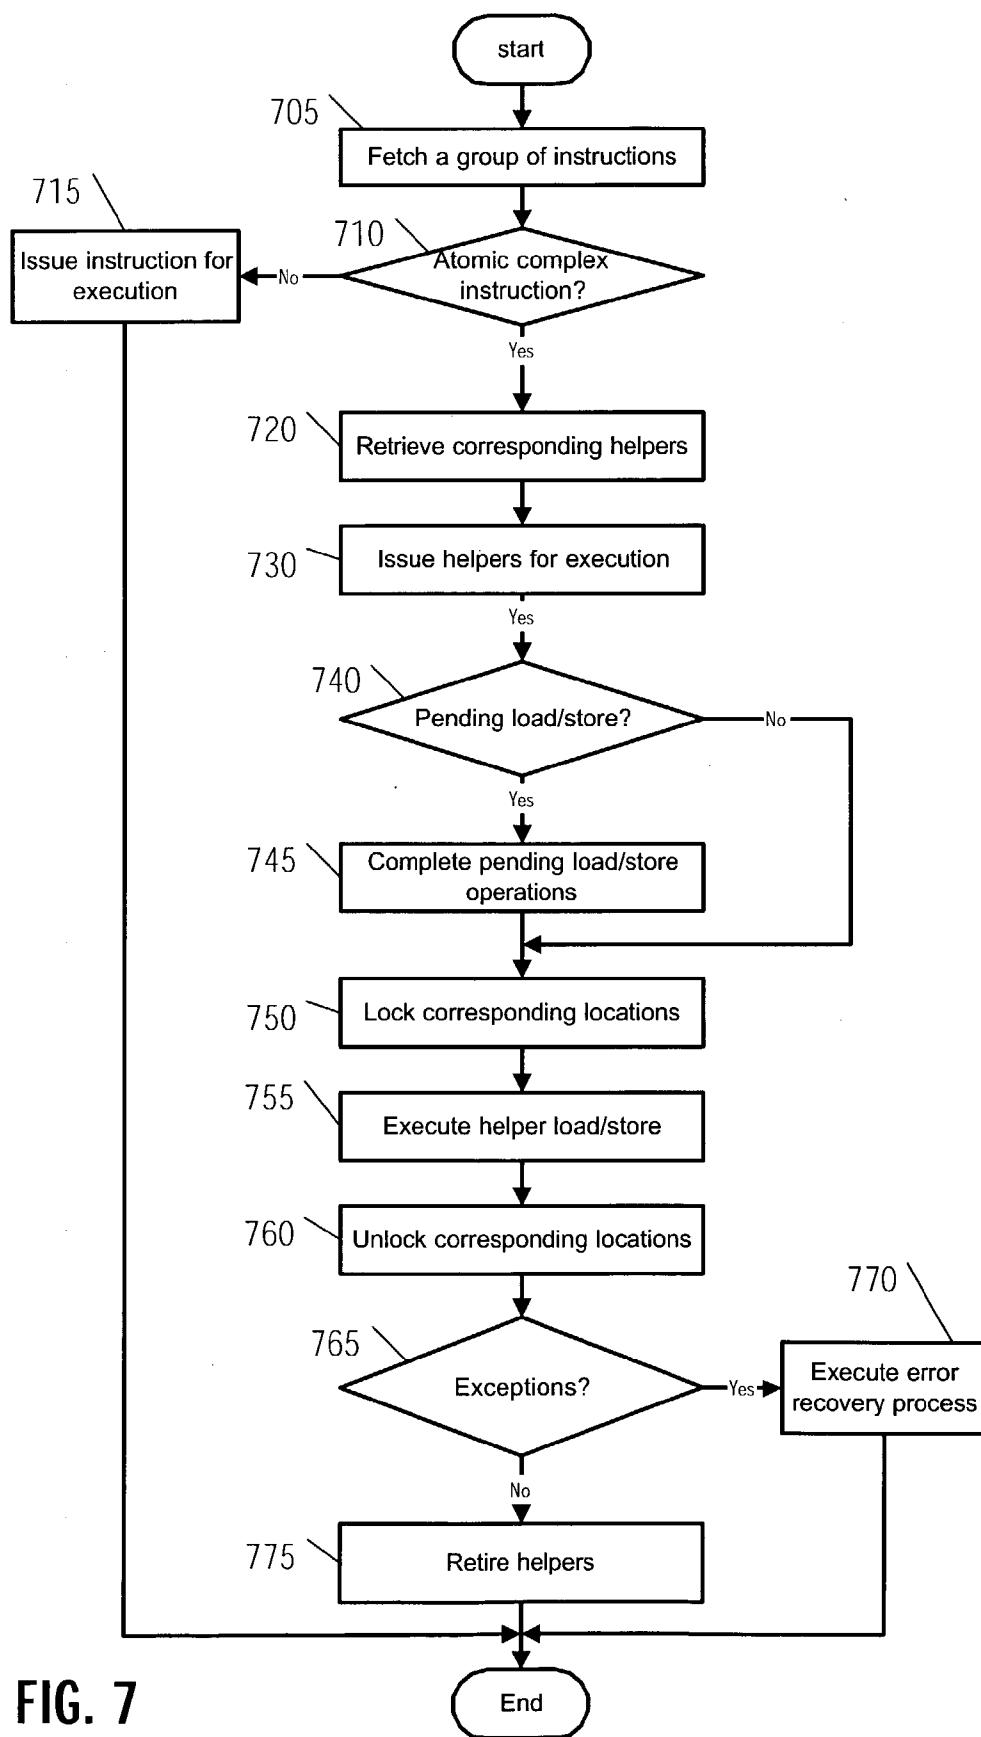 start
705
Fetch a group of instructions
715
710
Issue instruction for
execution
No
Atomic complex
instruction?
Yes
720
Retrieve corresponding helpers
730
Issue helpers for execution
Yes
740
Pending load/store?
No
Yes
745
Complete pending load/store
operations
750
Lock corresponding locations
755
Execute helper load/store
760
Unlock corresponding locations
770
765
Exceptions?
Yes
Execute error
recovery process
No
775
Retire helpers
End
FIG. 7